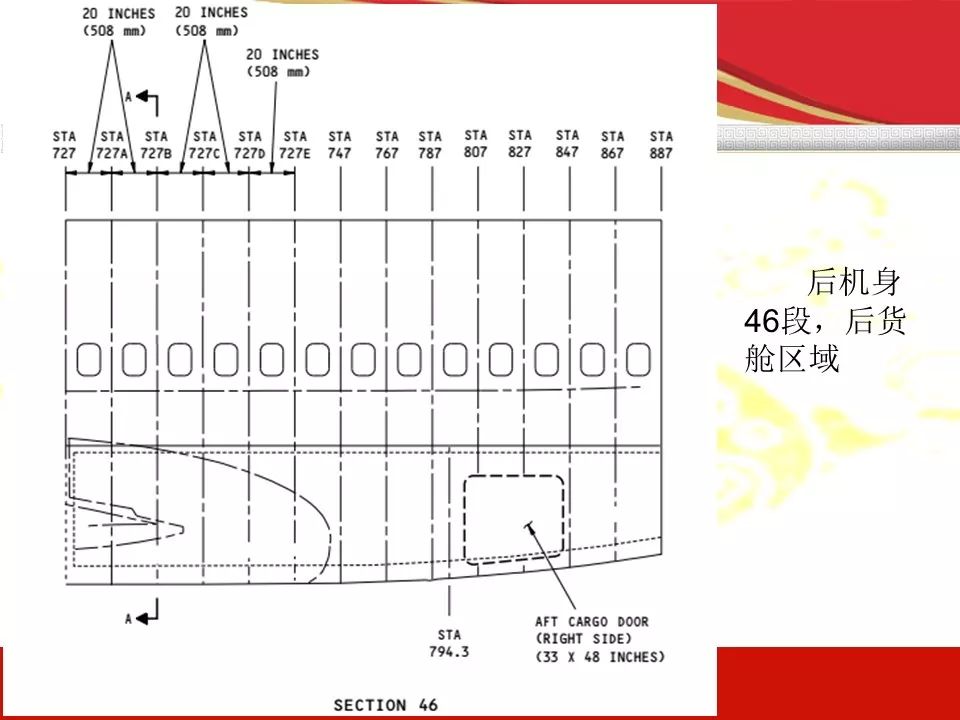 20 INCHES
(508 mm)
20 INCHES
(508 mm)
20 INCHES
(508 mm)
A
STA
727
STA
727A
STA
727B
STA
727C
STA
727D
STA
727E
STA
747
STA
767
STA
787
STA
807
STA
827
STA
847
STA
867
STA
887
后机身
46段，后货
舱区域
A
STA
794.3
AFT CARGO DOOR
(RIGHT SIDE)
(33 X 48 INCHES)
SECTION 46